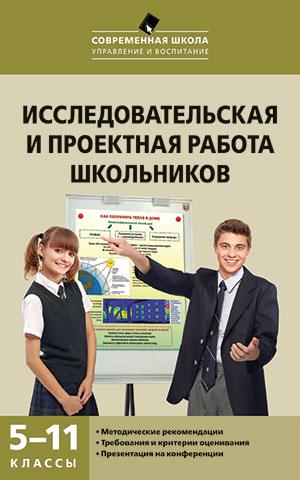 СОВРЕМЕННАЯ ШКОЛА
УПРАВЛЕНИЕ И ВОСПИТАНИЕ
ИССЛЕДОВАТЕЛЬСКАЯ
И ПРОЕКТНАЯ РАБОТА
ШКОЛЬНИКОВ
КАК СОХРАНИТЬ ТЕПЛО В ДОМЕ
5–11
КЛАССЫ
• Методические рекомендации
• Требования и критерии оценивания
• Презентация на конференции